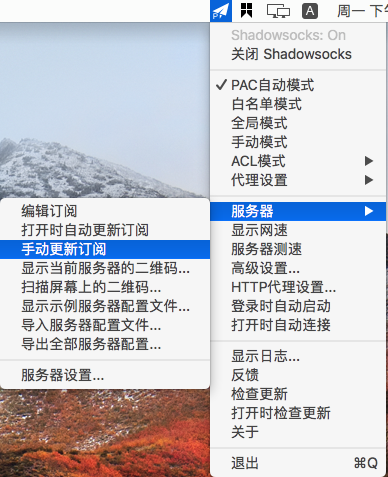 周一 下午
Shadowsocks: On
关闭 Shadowsocks
PAC自动模式
白名单模式
全局模式
手动模式
ACL模式
代理设置
服务器
显示网速
服务器测速
高级设置...
HTTP代理设置...
登录时自动启动
打开时自动连接
显示日志...
反馈
检查更新
打开时检查更新
关于
退出 ⌘Q
编辑订阅
打开时自动更新订阅
手动更新订阅
显示当前服务器的二维码...
扫描屏幕上的二维码...
显示示例服务器配置文件...
导入服务器配置文件...
导出全部服务器配置...
服务器设置...